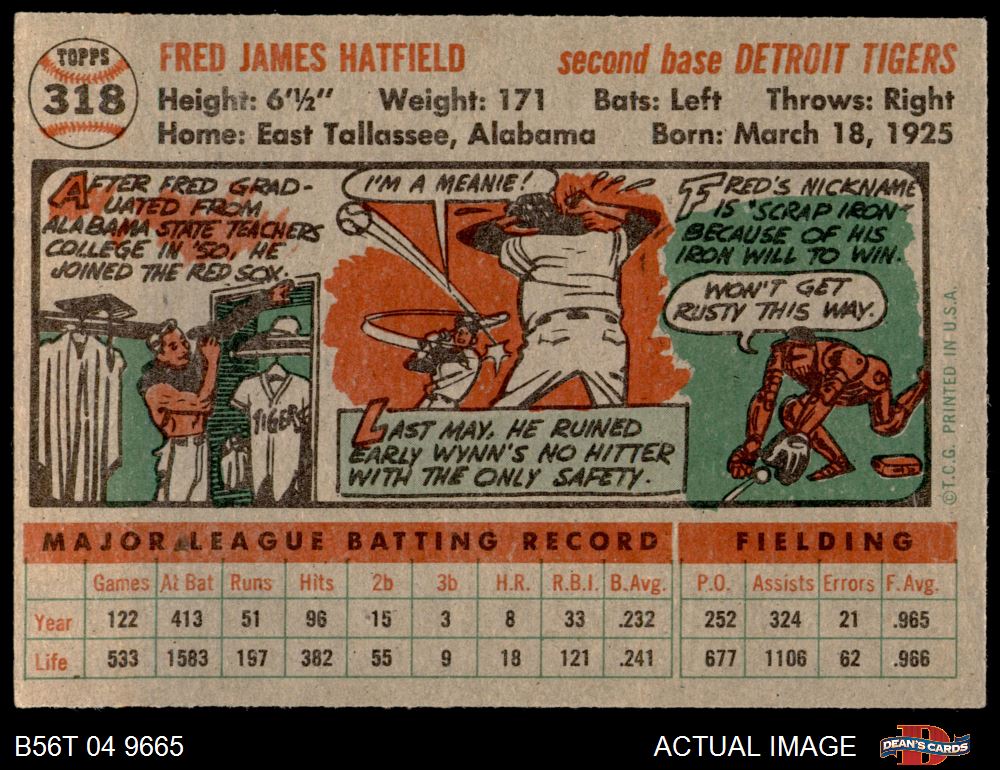 TOPPS
318
FRED JAMES HATFIELD
second base DETROIT TIGERS
Height: 6'½" Weight: 171 Bats: Left Throws: Right
Home: East Tallassee, Alabama Born: March 18, 1925
AFTER FRED GRAD-
UATED FROM
ALABAMA STATE TEACHERS
COLLEGE IN '50, HE
JOINED THE RED SOX.
TIGERS
I'M A MEANIE!
LAST MAY, HE RUINED
EARLY WYNN'S NO HITTER
WITH THE ONLY SAFETY.
FRED'S NICKNAME
IS "SCRAP IRON"
BECAUSE OF HIS
IRON WILL TO WIN.
WON'T GET
RUSTY THIS WAY.
©T.C.G. PRINTED IN U.S.A.
MAJOR LEAGUE BATTING RECORD FIELDING
Games At Bat Runs Hits 2b 3b H.R. R.B.I. B.Avg. P.O. Assists Errors F.Avg.
Year 122 413 51 96 15 3 8 33 .232 252 324 21 .965
Life 533 1583 197 382 55 9 18 121 .241 677 1106 62 .966
B56T 04 9665
ACTUAL IMAGE
D
DEAN'S CARDS